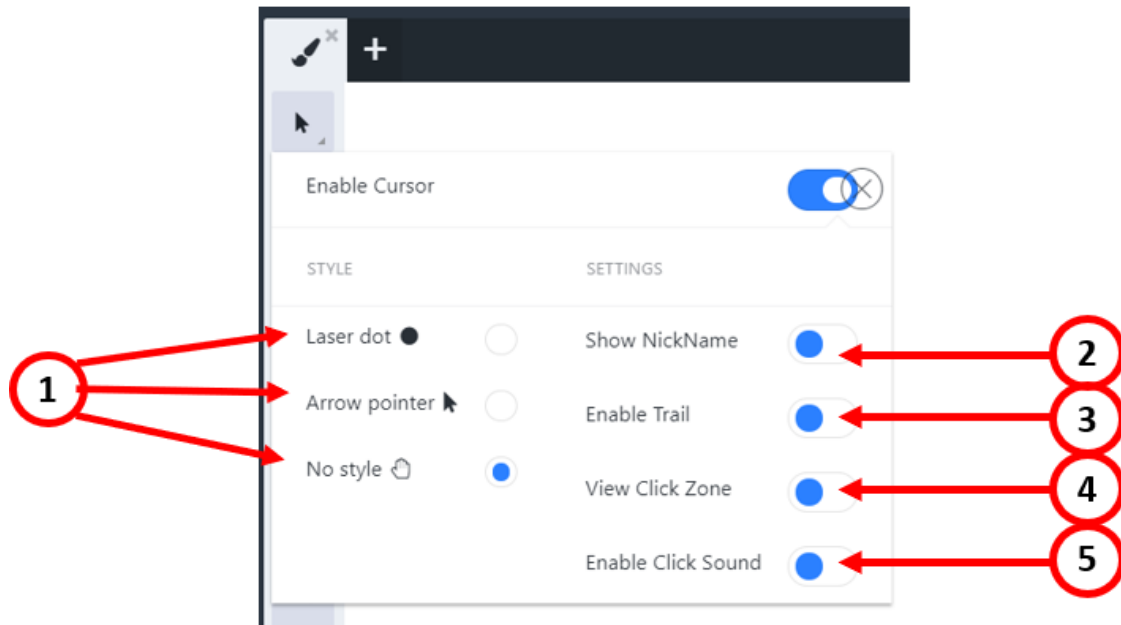 Enable Cursor
STYLE
SETTINGS
Laser dot
Show NickName
Arrow pointer
Enable Trail
No style
View Click Zone
Enable Click Sound
1
2
3
4
5